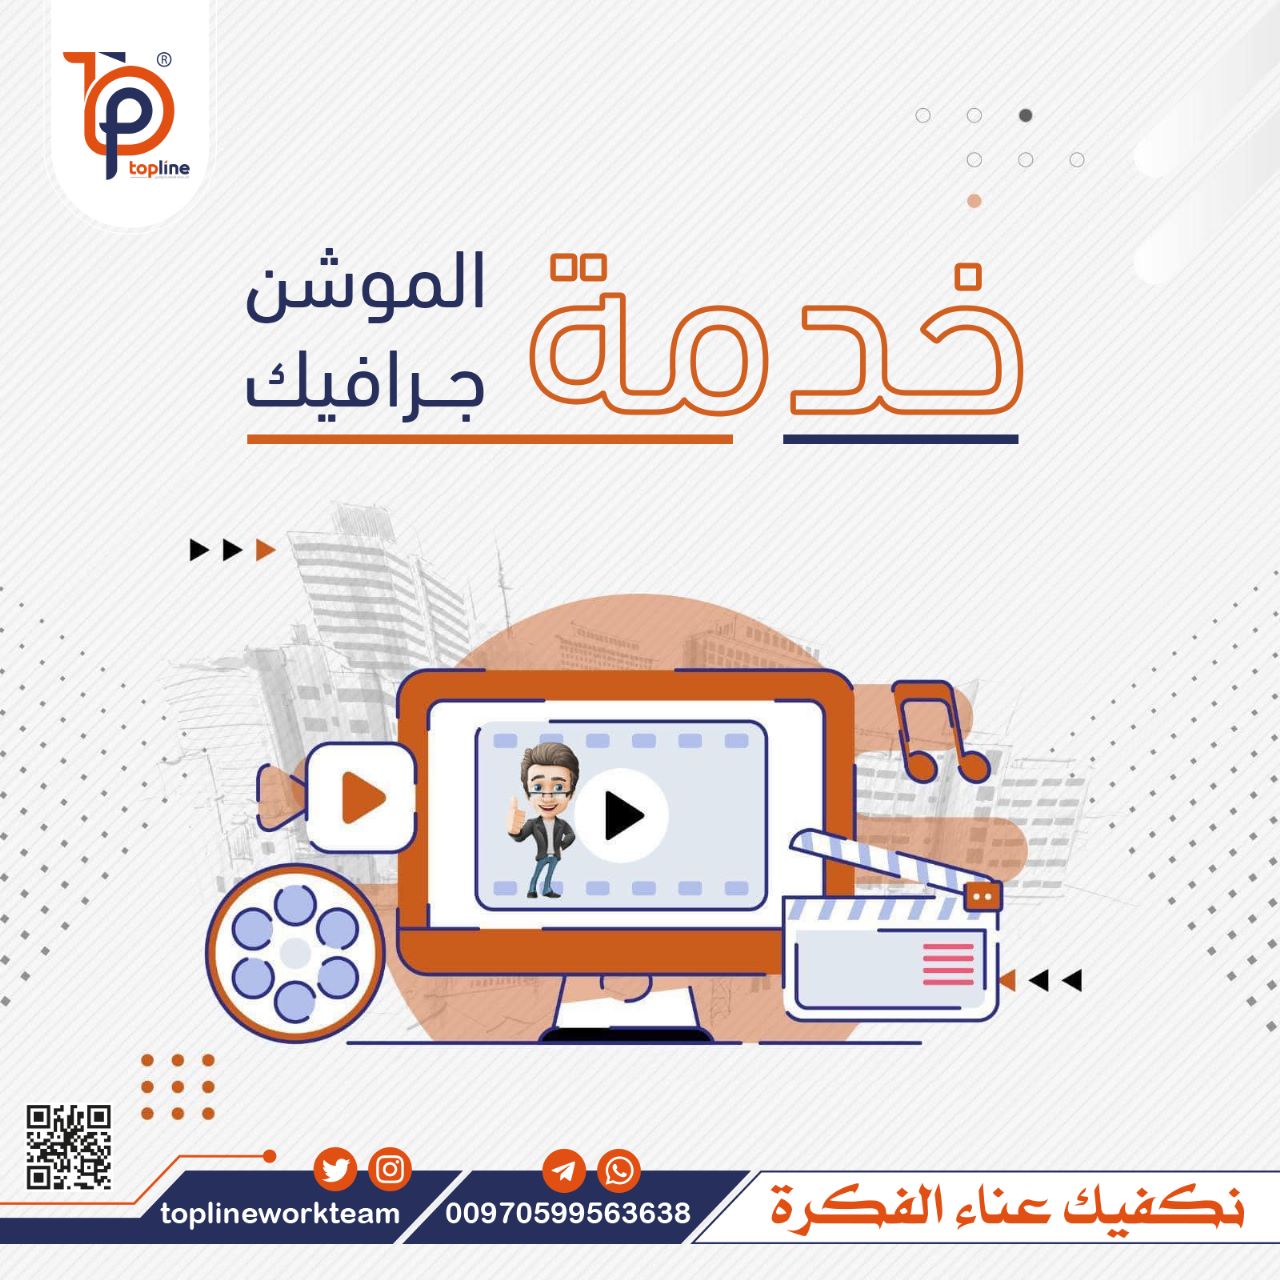 ®
topline
خدمة
الموشن
جرافيك
نكفيك عناء الفكرة
00970599563638
toplineworkteam